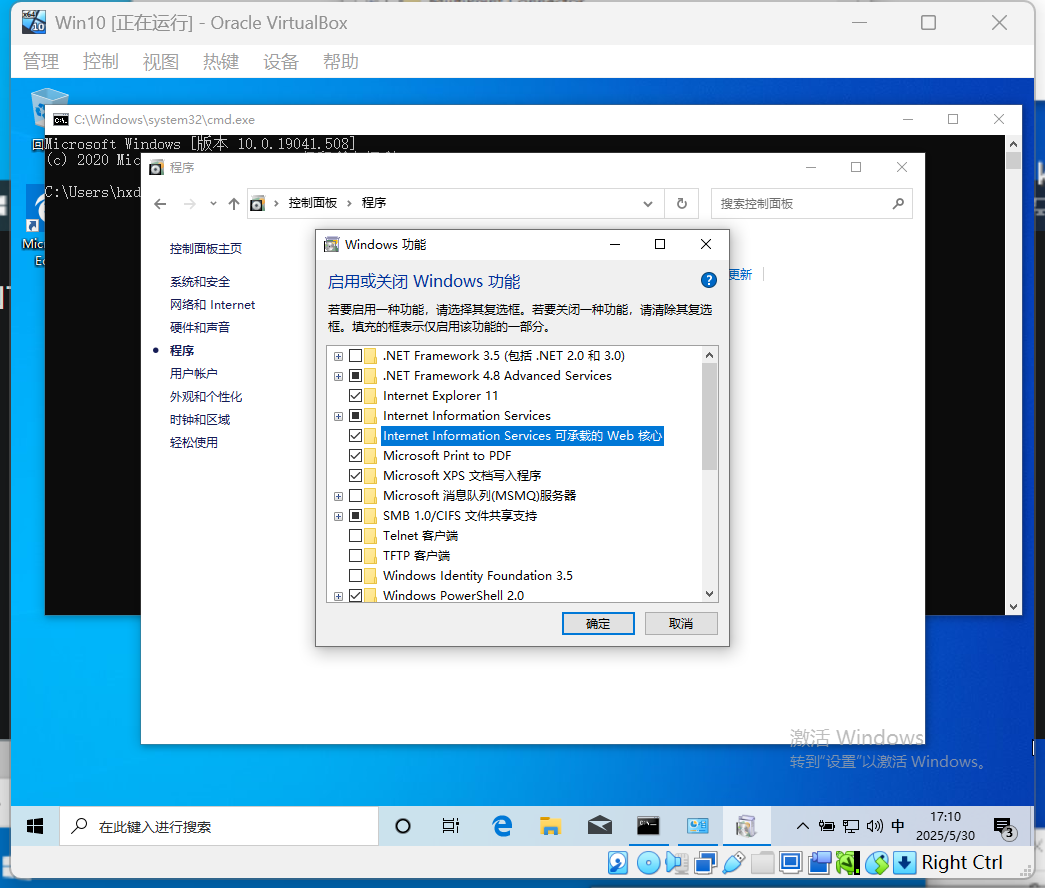 Win10 [正在运行] - Oracle VirtualBox
管理 控制 视图 热键 设备 帮助
C:\Windows\system32\cmd.exe
Microsoft Windows [版本 10.0.19041.508]
(c) 2020 Mic
C:\Users\hxd
程序
控制面板 程序
搜索控制面板
控制面板主页
系统和安全
网络和 Internet
硬件和声音
程序
用户帐户
外观和个性化
时钟和区域
轻松使用
更新
Windows 功能
启用或关闭 Windows 功能
若要启用一种功能，请选择其复选框。若要关闭一种功能，请清除其复选
框。填充的框表示仅启用该功能的一部分。
.NET Framework 3.5 (包括 .NET 2.0 和 3.0)
.NET Framework 4.8 Advanced Services
Internet Explorer 11
Internet Information Services
Internet Information Services 可承载的 Web 核心
Microsoft Print to PDF
Microsoft XPS 文档写入程序
Microsoft 消息队列(MSMQ)服务器
SMB 1.0/CIFS 文件共享支持
Telnet 客户端
TFTP 客户端
Windows Identity Foundation 3.5
Windows PowerShell 2.0
确定
取消
激活 Windows
转到"设置"以激活 Windows。
在此键入进行搜索
中
17:10
2025/5/30
3
Right Ctrl